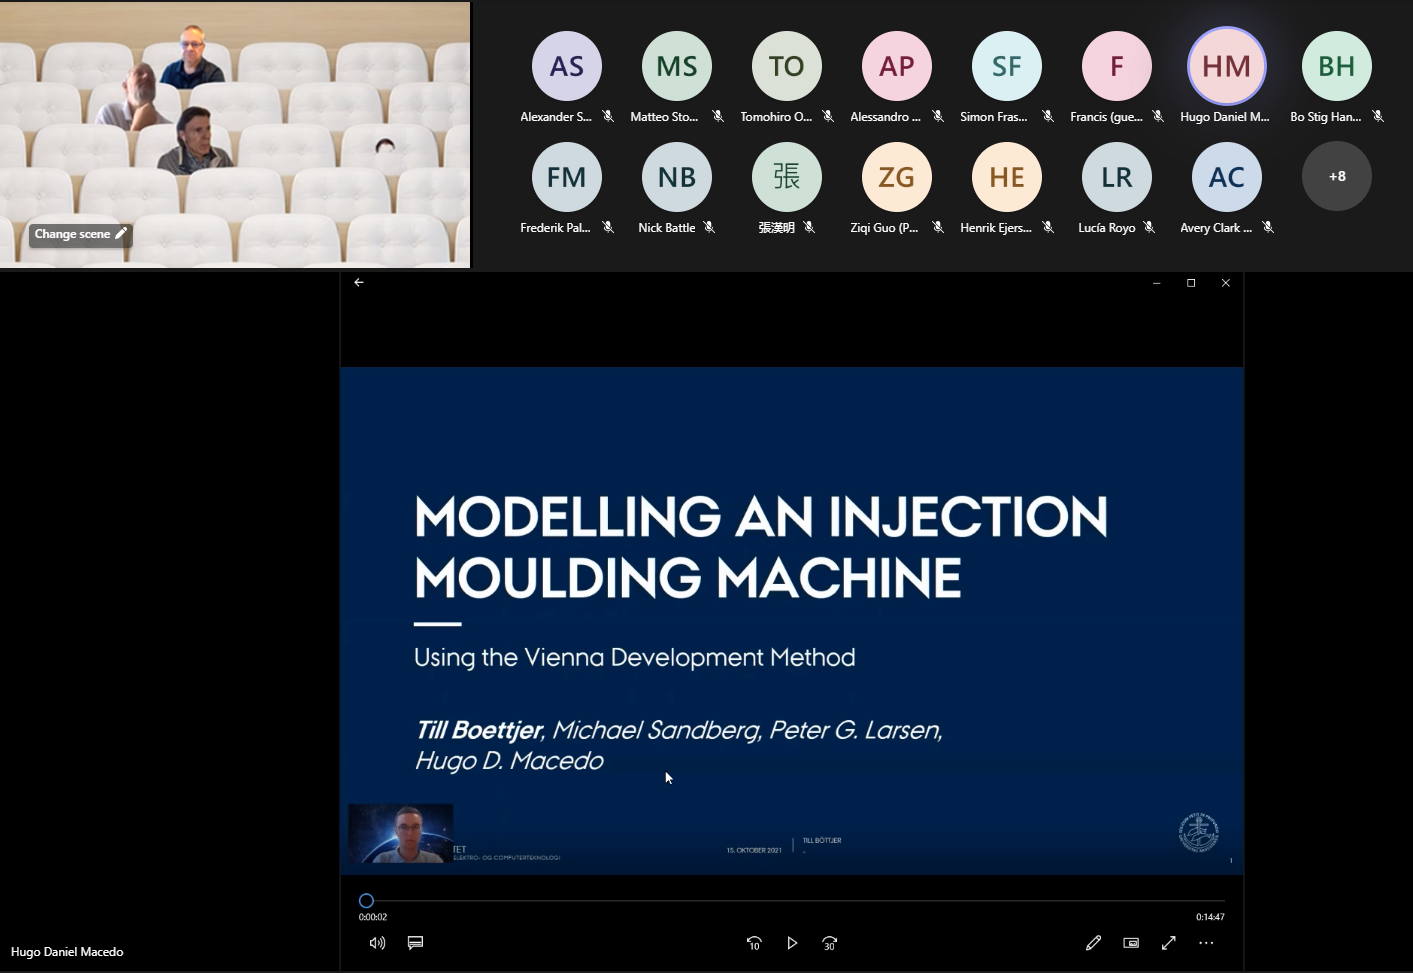 AS
MS
TO
AP
SF
F
HM
BH
Alexander S...
Matteo Sto...
Tomohiro O...
Alessandro ...
Simon Fras...
Francis (gue...
Hugo Daniel M...
Bo Stig Han...
FM
NB
張
ZG
HE
LR
AC
+8
Frederik Pal...
Nick Battle
張漢明
Ziqi Guo (P...
Henrik Ejers...
Lucía Royo
Avery Clark ...
Change scene
MODELLING AN INJECTION
MOULDING MACHINE
Using the Vienna Development Method
Till Boettjer, Michael Sandberg, Peter G. Larsen,
Hugo D. Macedo
TET
ELEKTRO- OG COMPUTERTEKNOLOGI
15. OKTOBER 2021
TILL BÖTTJER
1
0:00:02
0:14:47
10
30
Hugo Daniel Macedo